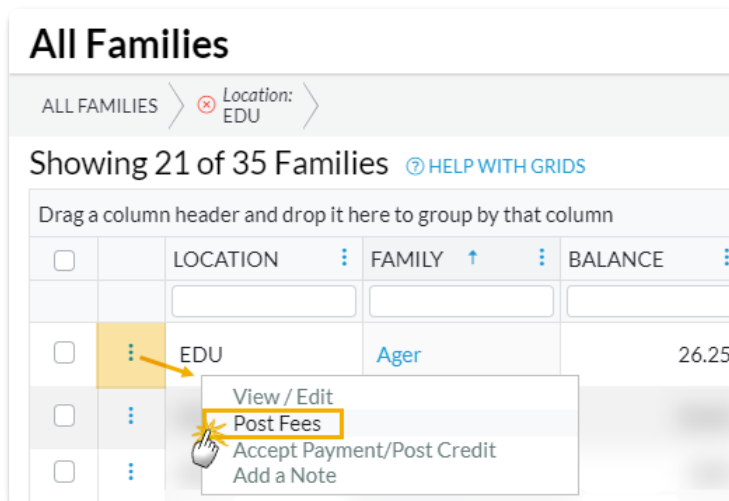 All Families
ALL FAMILIES
Location:
EDU
Showing 21 of 35 Families
HELP WITH GRIDS
Drag a column header and drop it here to group by that column
LOCATION FAMILY BALANCE
EDU Ager 26.25
View / Edit
Post Fees
Accept Payment/Post Credit
Add a Note